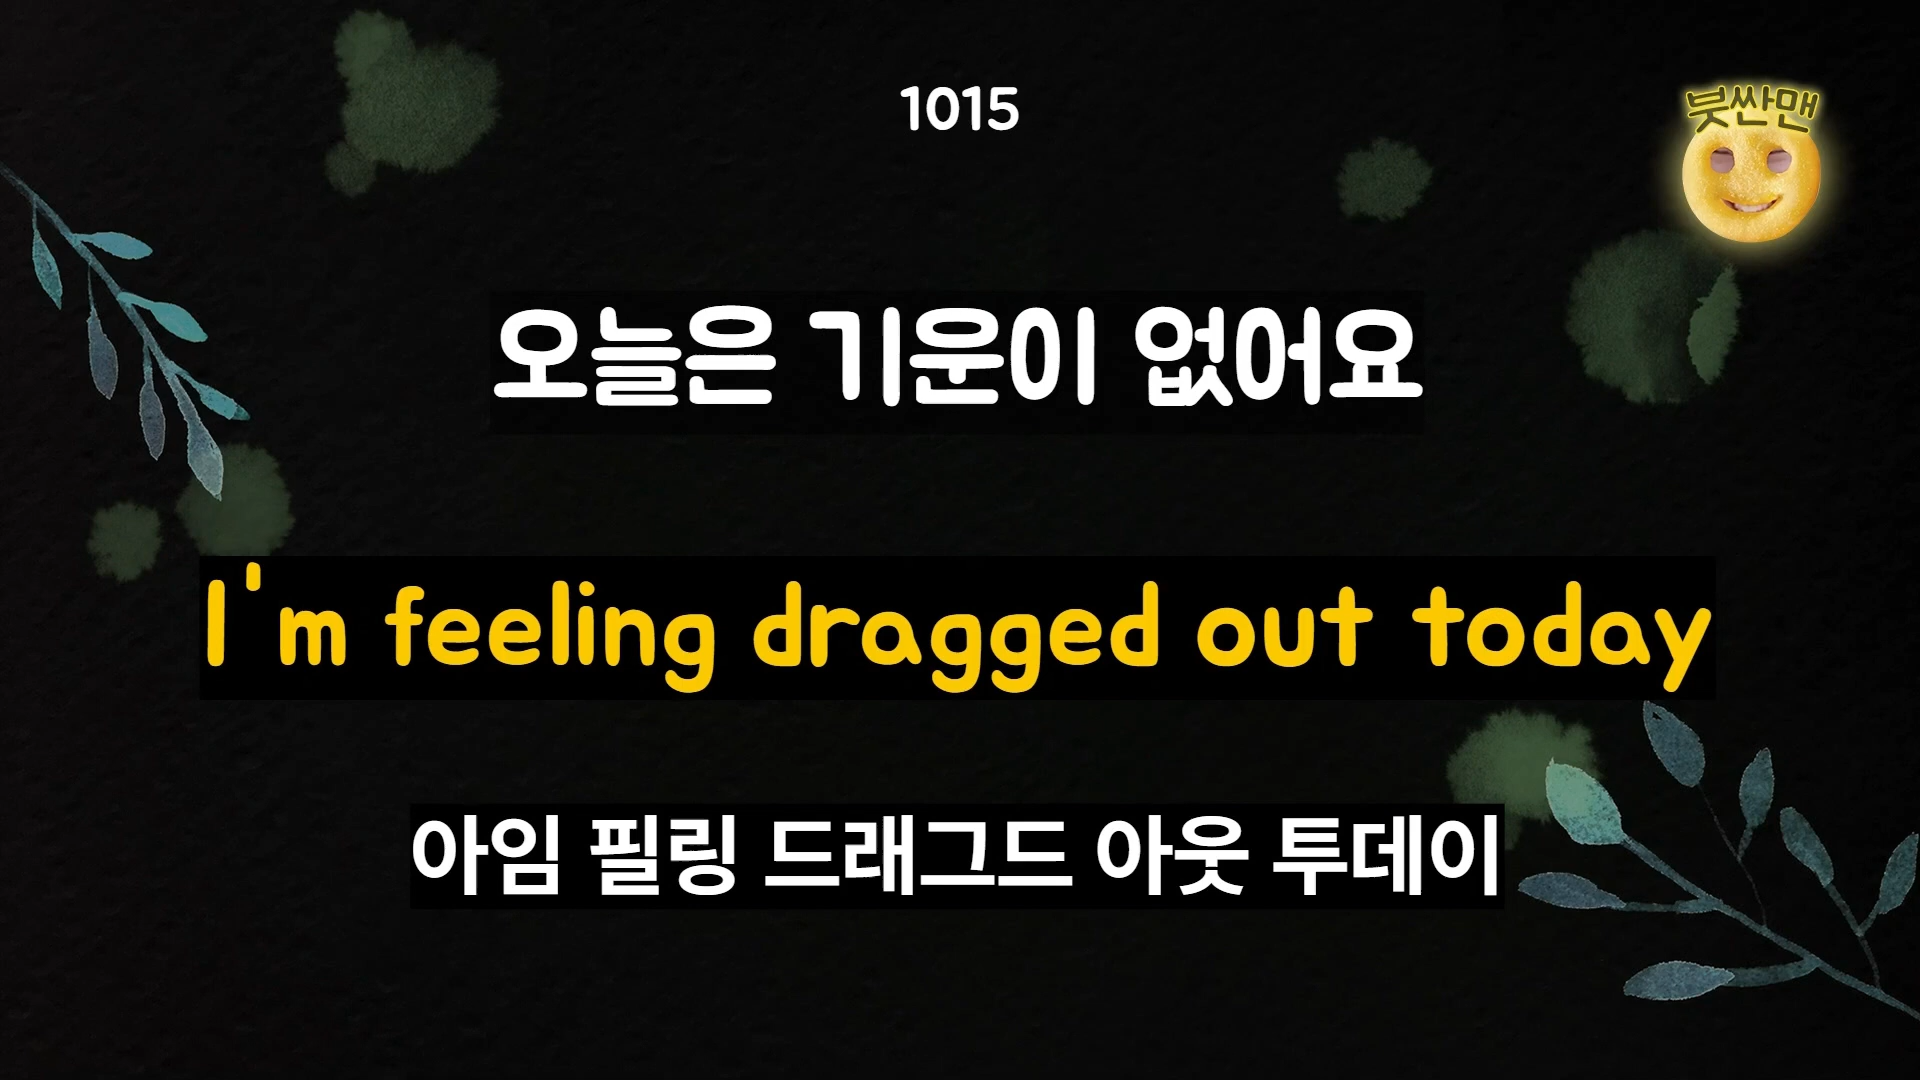 1015
붓싼맨
오늘은 기운이 없어요
I'm feeling dragged out today
아임 필링 드래그드 아웃 투데이